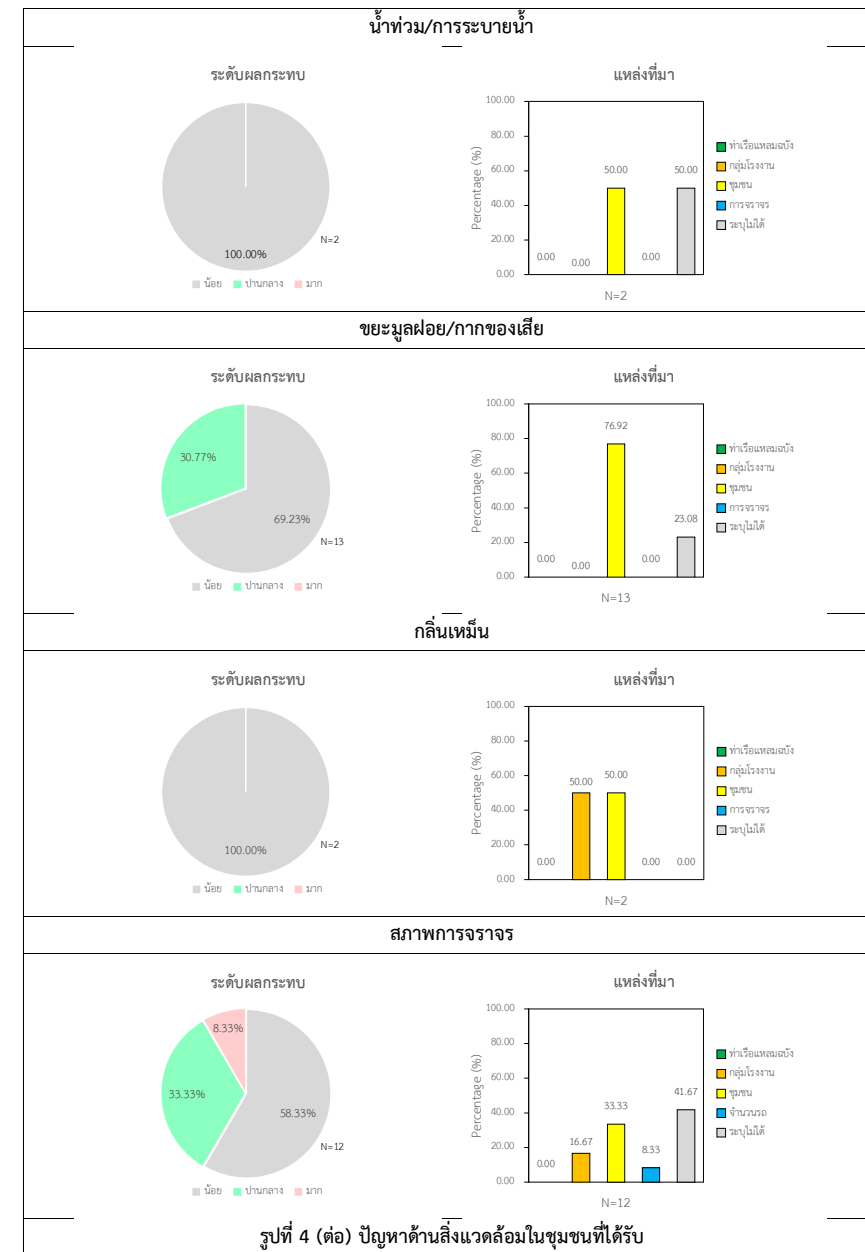 น้ำท่วม/การระบายน้ำ
ระดับผลกระทบ
100.00%
N=2
น้อย ปานกลาง มาก
แหล่งที่มา
Percentage (%)
100.00
80.00
60.00
40.00
20.00
0.00
0.00 0.00 50.00 0.00 50.00
N=2
ท่าเรือแหลมฉบัง
กลุ่มโรงงาน
ชุมชน
การจราจร
ระบุไม่ได้
ขยะมูลฝอย/กากของเสีย
ระดับผลกระทบ
30.77%
69.23%
N=13
น้อย ปานกลาง มาก
แหล่งที่มา
Percentage (%)
100.00
80.00
60.00
40.00
20.00
0.00
0.00 0.00 76.92 0.00 23.08
N=13
ท่าเรือแหลมฉบัง
กลุ่มโรงงาน
ชุมชน
การจราจร
ระบุไม่ได้
กลิ่นเหม็น
ระดับผลกระทบ
100.00%
N=2
น้อย ปานกลาง มาก
แหล่งที่มา
Percentage (%)
100.00
80.00
60.00
40.00
20.00
0.00
0.00 50.00 50.00 0.00 0.00
N=2
ท่าเรือแหลมฉบัง
กลุ่มโรงงาน
ชุมชน
การจราจร
ระบุไม่ได้
สภาพการจราจร
ระดับผลกระทบ
8.33%
33.33%
58.33%
N=12
น้อย ปานกลาง มาก
แหล่งที่มา
Percentage (%)
100.00
80.00
60.00
40.00
20.00
0.00
0.00 16.67 33.33 8.33 41.67
N=12
ท่าเรือแหลมฉบัง
กลุ่มโรงงาน
ชุมชน
จำนวนรถ
ระบุไม่ได้
รูปที่ 4 (ต่อ) ปัญหาด้านสิ่งแวดล้อมในชุมชนที่ได้รับ